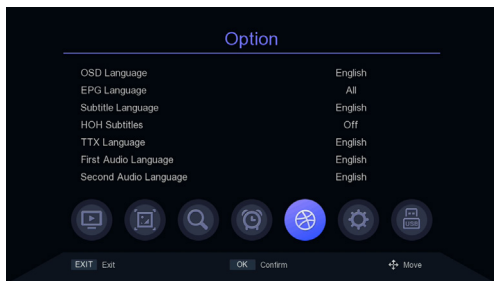 Option
OSD Language English
EPG Language All
Subtitle Language English
HOH Subtitles Off
TTX Language English
First Audio Language English
Second Audio Language English
USB
EXIT Exit OK Confirm Move